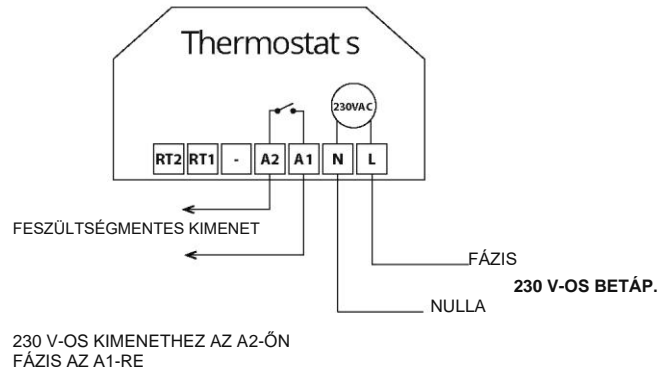 Thermostat s
230VAC
RT2 RT1 - A2 A1 N L
FESZÜLTSÉGMENTES KIMENET
FÁZIS
230 V-OS BETÁP.
NULLA
230 V-OS KIMENETHEZ AZ A2-ŐN
FÁZIS AZ A1-RE